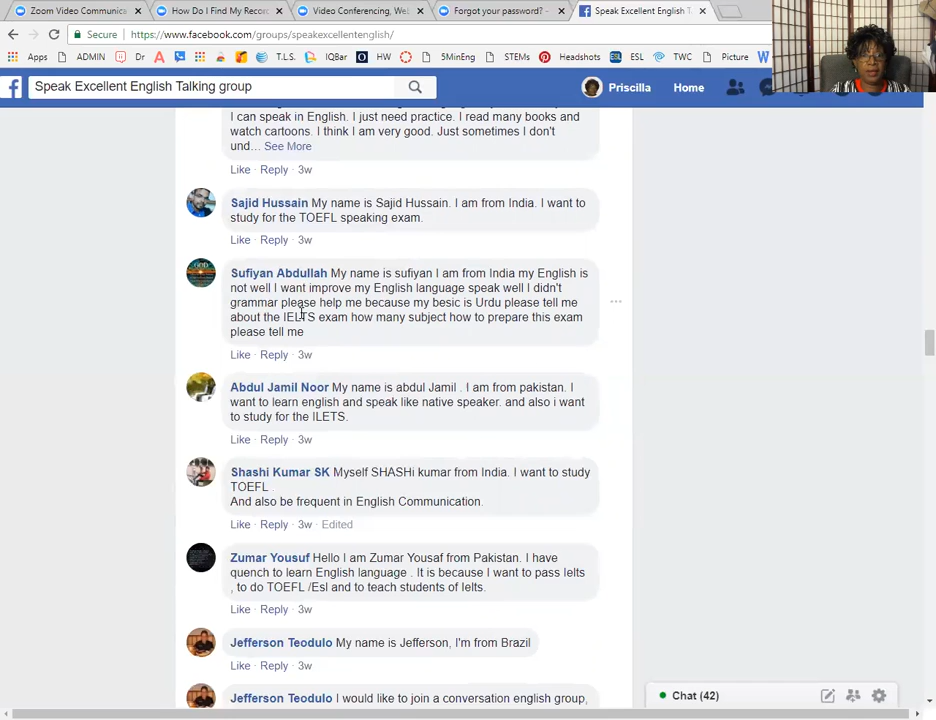 Zoom Video Communica
How Do I Find My Recor
Video Conferencing, We
Forgot your password? -
Speak Excellent English T
Secure https://www.facebook.com/groups/speakexcellentenglish/
Apps ADMIN Dr T.L.S. IQBar HW 5MinEng STEMs Headshots ESL TWC Picture
Speak Excellent English Talking group
Priscilla Home
I can speak in English. I just need practice. I read many books and
watch cartoons. I think I am very good. Just sometimes I don't
und... See More
Like · Reply · 3w
Sajid Hussain My name is Sajid Hussain. I am from India. I want to
study for the TOEFL speaking exam.
Like · Reply · 3w
Sufiyan Abdullah My name is sufiyan I am from India my English is
not well I want improve my English language speak well I didn't
grammar please help me because my besic is Urdu please tell me
about the IELTS exam how many subject how to prepare this exam
please tell me
Like · Reply · 3w
Abdul Jamil Noor My name is abdul Jamil . I am from pakistan. I
want to learn english and speak like native speaker. and also i want
to study for the ILETS.
Like · Reply · 3w
Shashi Kumar SK Myself SHASHi kumar from India. I want to study
TOEFL .
And also be frequent in English Communication.
Like · Reply · 3w · Edited
Zumar Yousuf Hello I am Zumar Yousaf from Pakistan. I have
quench to learn English language . It is because I want to pass Ielts
, to do TOEFL /Esl and to teach students of Ielts.
Like · Reply · 3w
Jefferson Teodulo My name is Jefferson, I'm from Brazil
Like · Reply · 3w
Jefferson Teodulo I would like to join a conversation english group,
Chat (42)